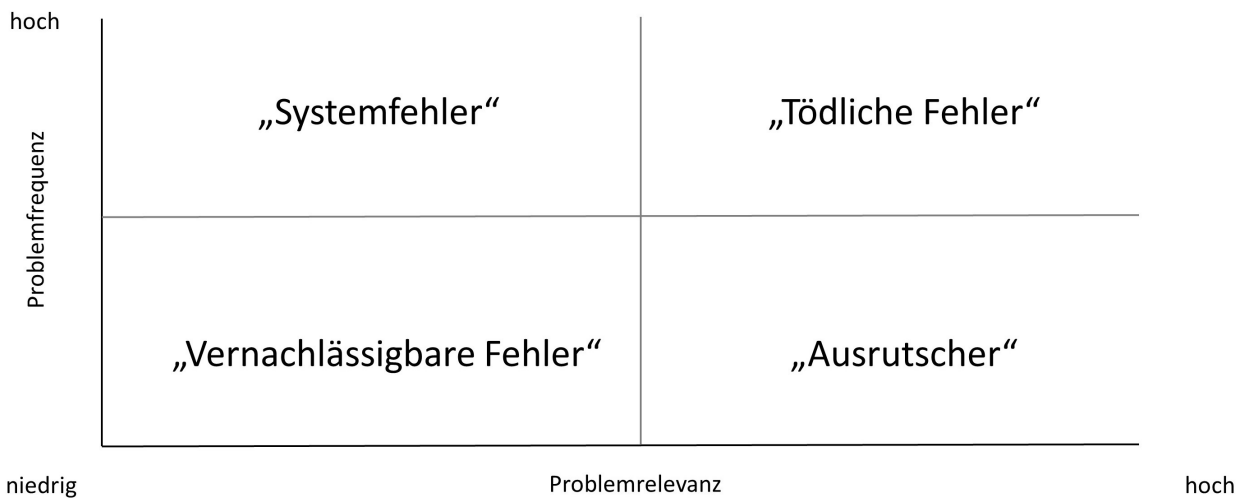 hoch
„Systemfehler“
„Tödliche Fehler“
Problemfrequenz
„Vernachlässigbare Fehler“
„Ausrutscher“
niedrig
Problemrelevanz
hoch